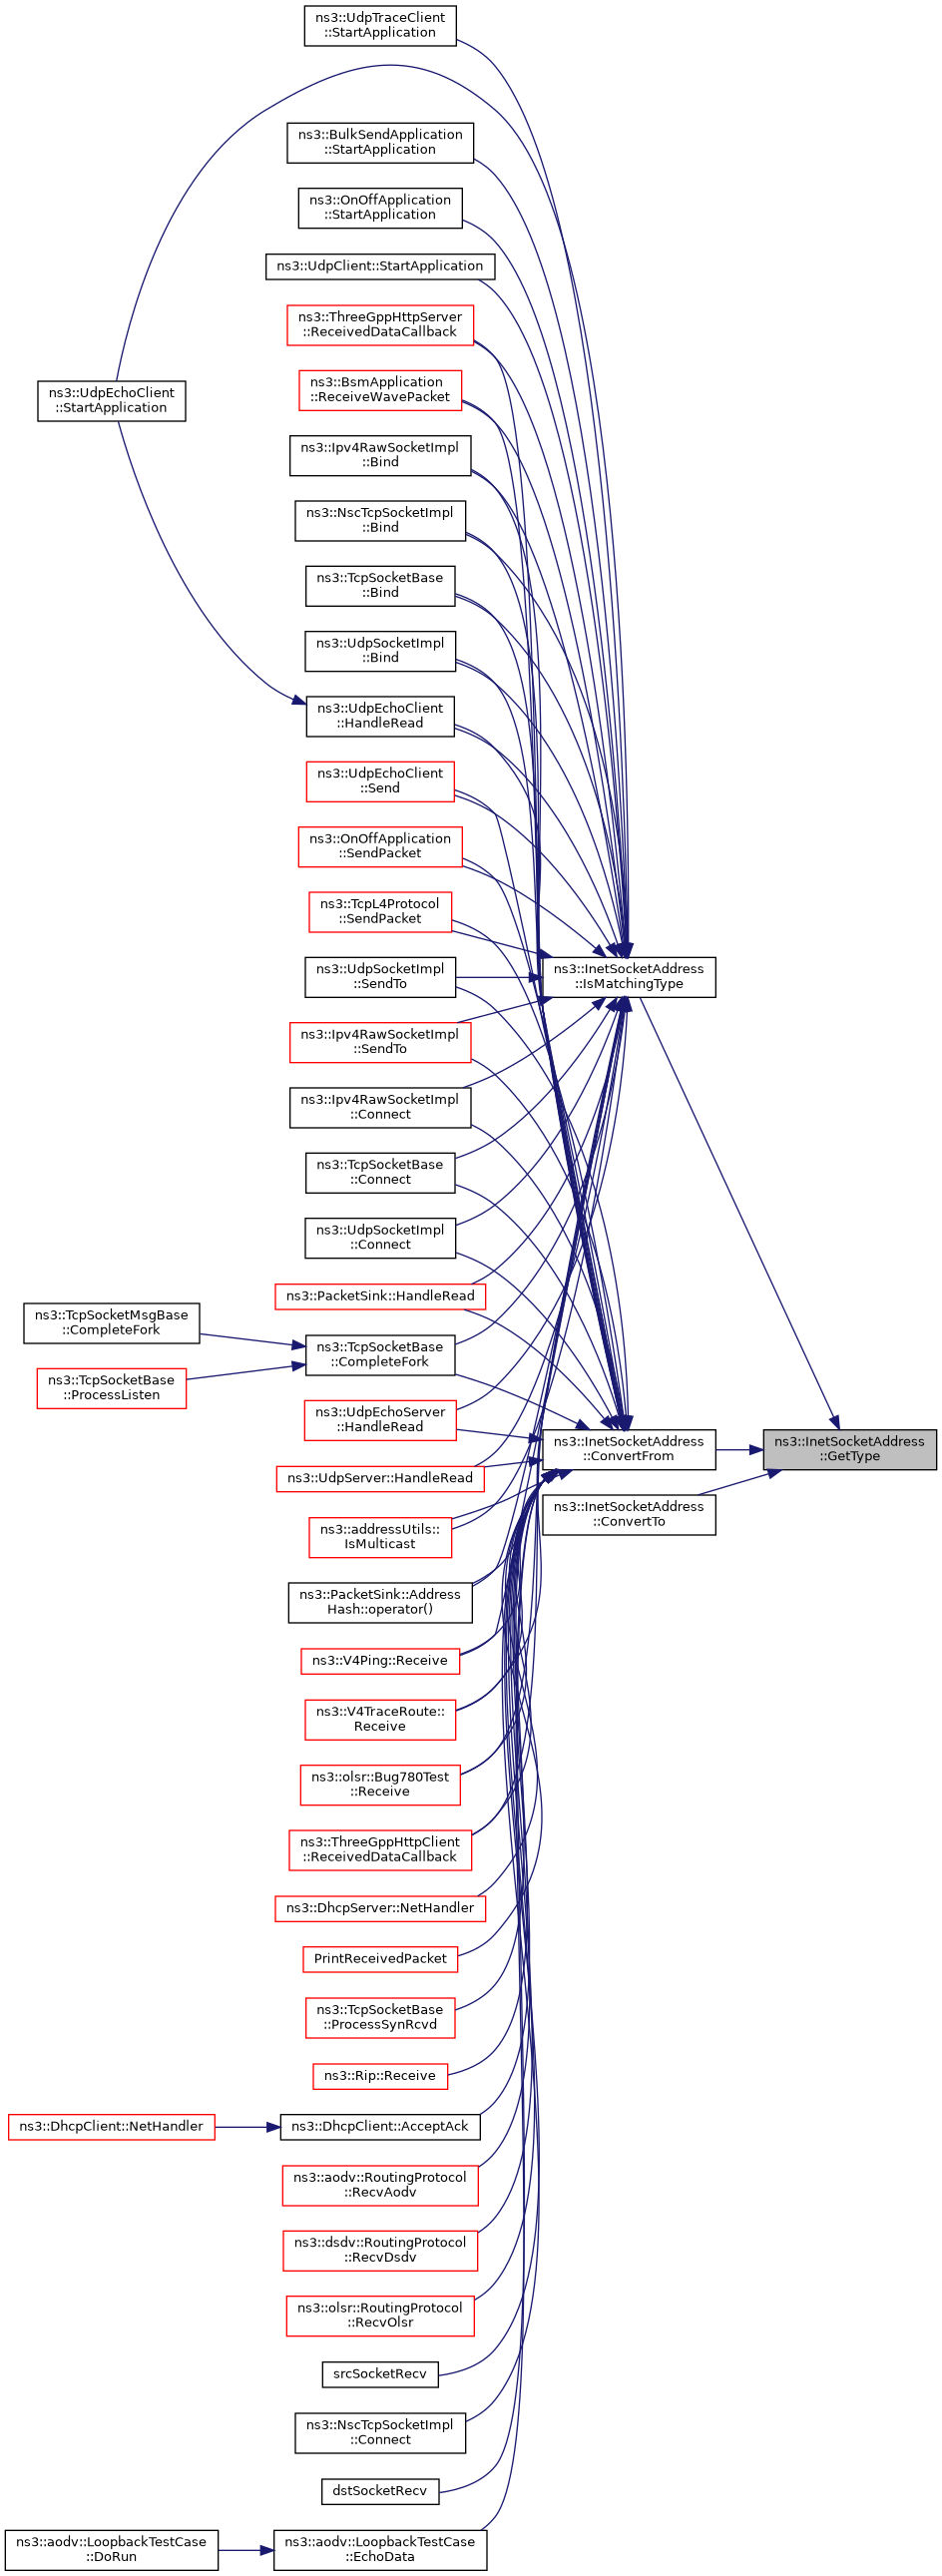 ns3::UdpTraceClient
::StartApplication
ns3::BulkSendApplication
::StartApplication
ns3::OnOffApplication
::StartApplication
ns3::UdpClient::StartApplication
ns3::ThreeGppHttpServer
::ReceivedDataCallback
ns3::BsmApplication
::ReceiveWavePacket
ns3::UdpEchoClient
::StartApplication
ns3::Ipv4RawSocketImpl
::Bind
ns3::NscTcpSocketImpl
::Bind
ns3::TcpSocketBase
::Bind
ns3::UdpSocketImpl
::Bind
ns3::UdpEchoClient
::HandleRead
ns3::UdpEchoClient
::Send
ns3::OnOffApplication
::SendPacket
ns3::TcpL4Protocol
::SendPacket
ns3::UdpSocketImpl
::SendTo
ns3::InetSocketAddress
::IsMatchingType
ns3::Ipv4RawSocketImpl
::SendTo
ns3::Ipv4RawSocketImpl
::Connect
ns3::TcpSocketBase
::Connect
ns3::UdpSocketImpl
::Connect
ns3::PacketSink::HandleRead
ns3::TcpSocketMsgBase
::CompleteFork
ns3::TcpSocketBase
::CompleteFork
ns3::TcpSocketBase
::ProcessListen
ns3::UdpEchoServer
::HandleRead
ns3::InetSocketAddress
::ConvertFrom
ns3::InetSocketAddress
::GetType
ns3::UdpServer::HandleRead
ns3::InetSocketAddress
::ConvertTo
ns3::addressUtils::
IsMulticast
ns3::PacketSink::Address
Hash::operator()
ns3::V4Ping::Receive
ns3::V4TraceRoute::
Receive
ns3::olsr::Bug780Test
::Receive
ns3::ThreeGppHttpClient
::ReceivedDataCallback
ns3::DhcpServer::NetHandler
PrintReceivedPacket
ns3::TcpSocketBase
::ProcessSynRcvd
ns3::Rip::Receive
ns3::DhcpClient::NetHandler
ns3::DhcpClient::AcceptAck
ns3::aodv::RoutingProtocol
::RecvAodv
ns3::dsdv::RoutingProtocol
::RecvDsdv
ns3::olsr::RoutingProtocol
::RecvOlsr
srcSocketRecv
ns3::NscTcpSocketImpl
::Connect
dstSocketRecv
ns3::aodv::LoopbackTestCase
::DoRun
ns3::aodv::LoopbackTestCase
::EchoData